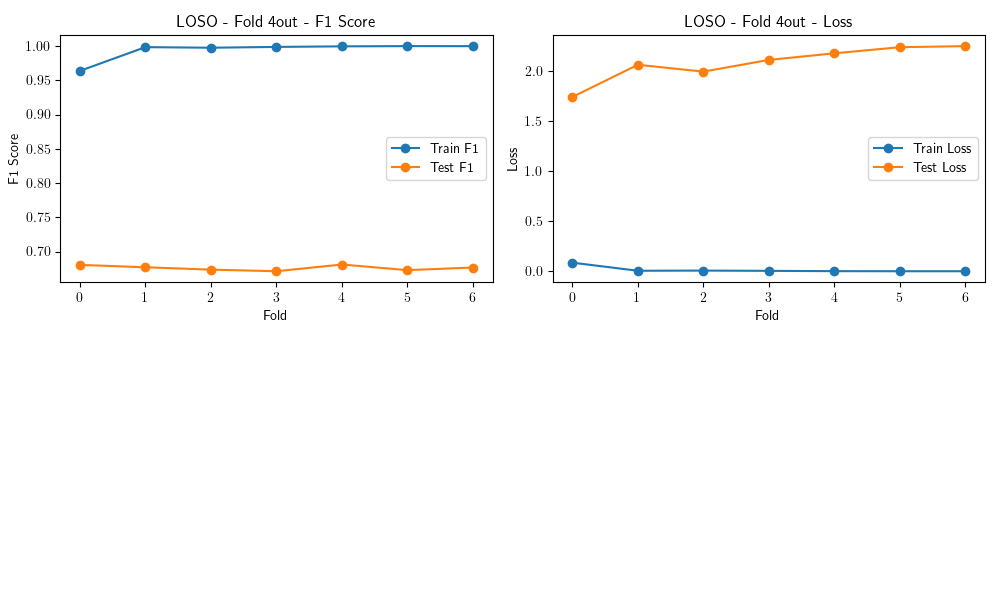 LOSO - Fold 4out - F1 Score
1.00
0.95
0.90
0.85
0.80
0.75
0.70
F1 Score
Train F1
Test F1
0 1 2 3 4 5 6
Fold
LOSO - Fold 4out - Loss
2.0
1.5
1.0
0.5
0.0
Loss
Train Loss
Test Loss
0 1 2 3 4 5 6
Fold